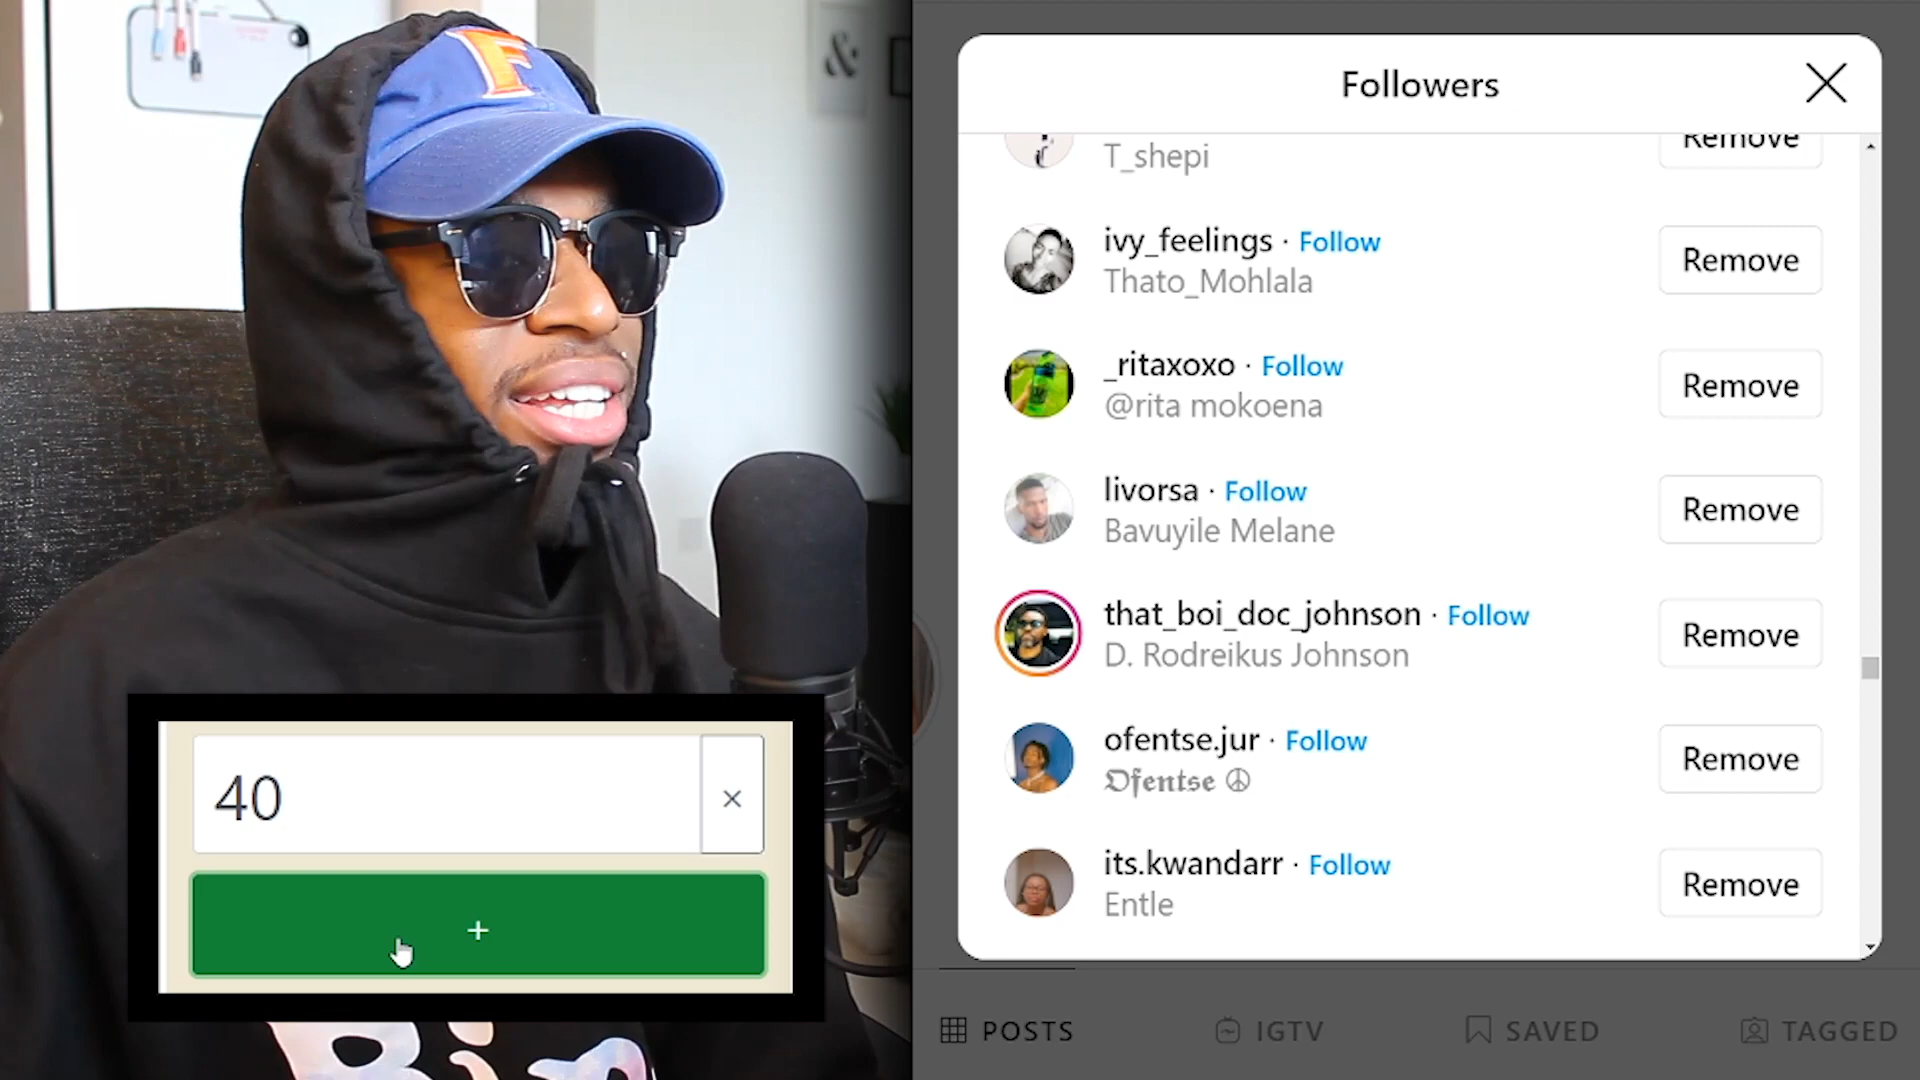 F
&
40
×
+
Followers
T_shepi
Remove
ivy_feelings · Follow
Thato_Mohlala
Remove
_ritaxoxo · Follow
@rita mokoena
Remove
livorsa · Follow
Bavuyile Melane
Remove
that_boi_doc_johnson · Follow
D. Rodreikus Johnson
Remove
ofentse.jur · Follow
𝕺𝖋𝖊𝖓𝖙𝖘𝖊 ☮
Remove
its.kwandarr · Follow
Entle
Remove
POSTS
IGTV
SAVED
TAGGED